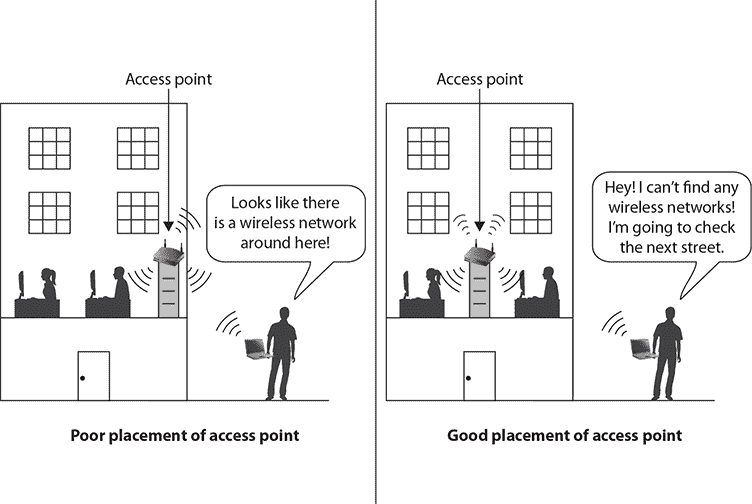 Access point
Looks like there
is a wireless network
around here!
Poor placement of access point
Access point
Hey! I can’t find any
wireless networks!
I’m going to check
the next street.
Good placement of access point